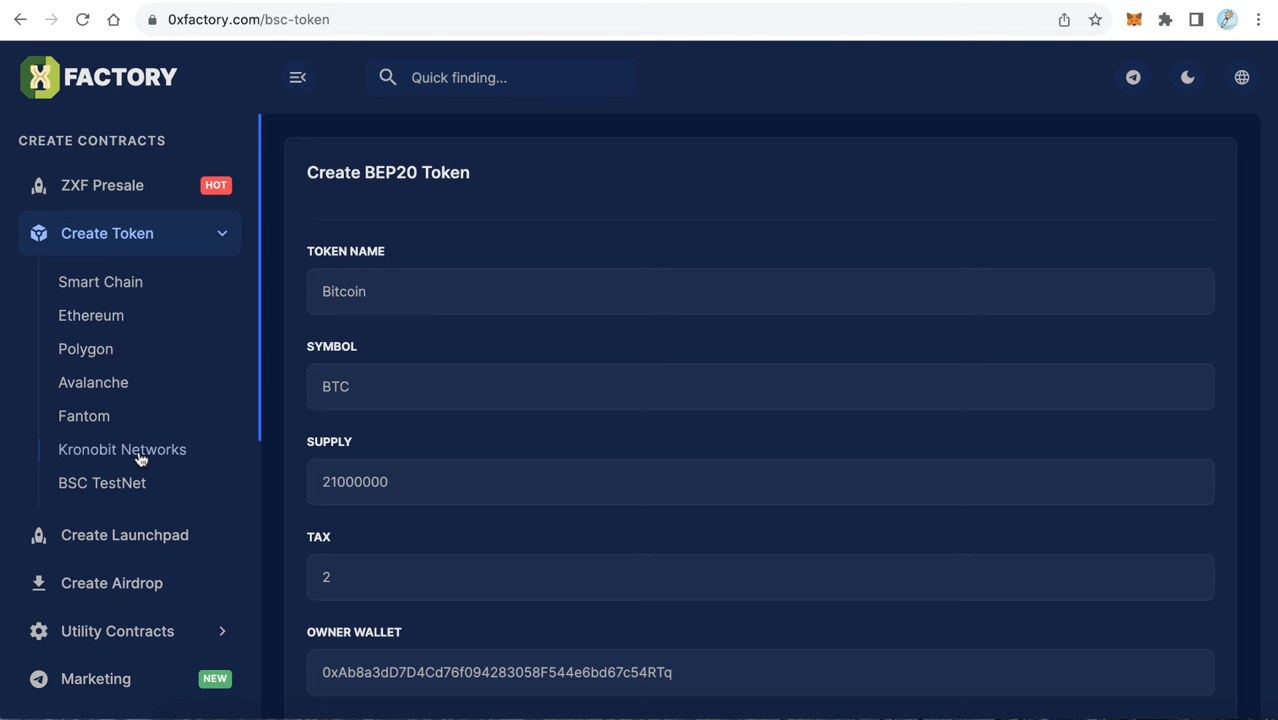 0xfactory.com/bsc-token
FACTORY
Quick finding...
CREATE CONTRACTS
ZXF Presale HOT
Create Token
Smart Chain
Ethereum
Polygon
Avalanche
Fantom
Kronobit Networks
BSC TestNet
Create Launchpad
Create Airdrop
Utility Contracts
Marketing NEW
Create BEP20 Token
TOKEN NAME
Bitcoin
SYMBOL
BTC
SUPPLY
21000000
TAX
2
OWNER WALLET
0xAb8a3dD7D4Cd76f094283058F544e6bd67c54RTq